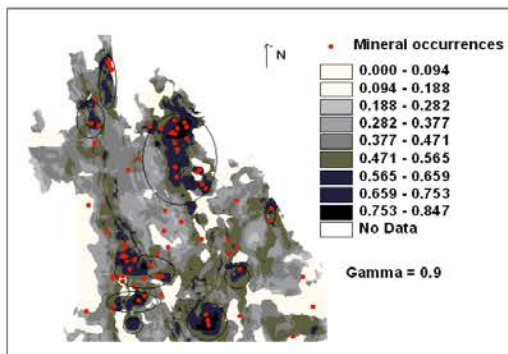 N
Mineral occurrences
0.000 - 0.094
0.094 - 0.188
0.188 - 0.282
0.282 - 0.377
0.377 - 0.471
0.471 - 0.565
0.565 - 0.659
0.659 - 0.753
0.753 - 0.847
No Data
Gamma = 0.9